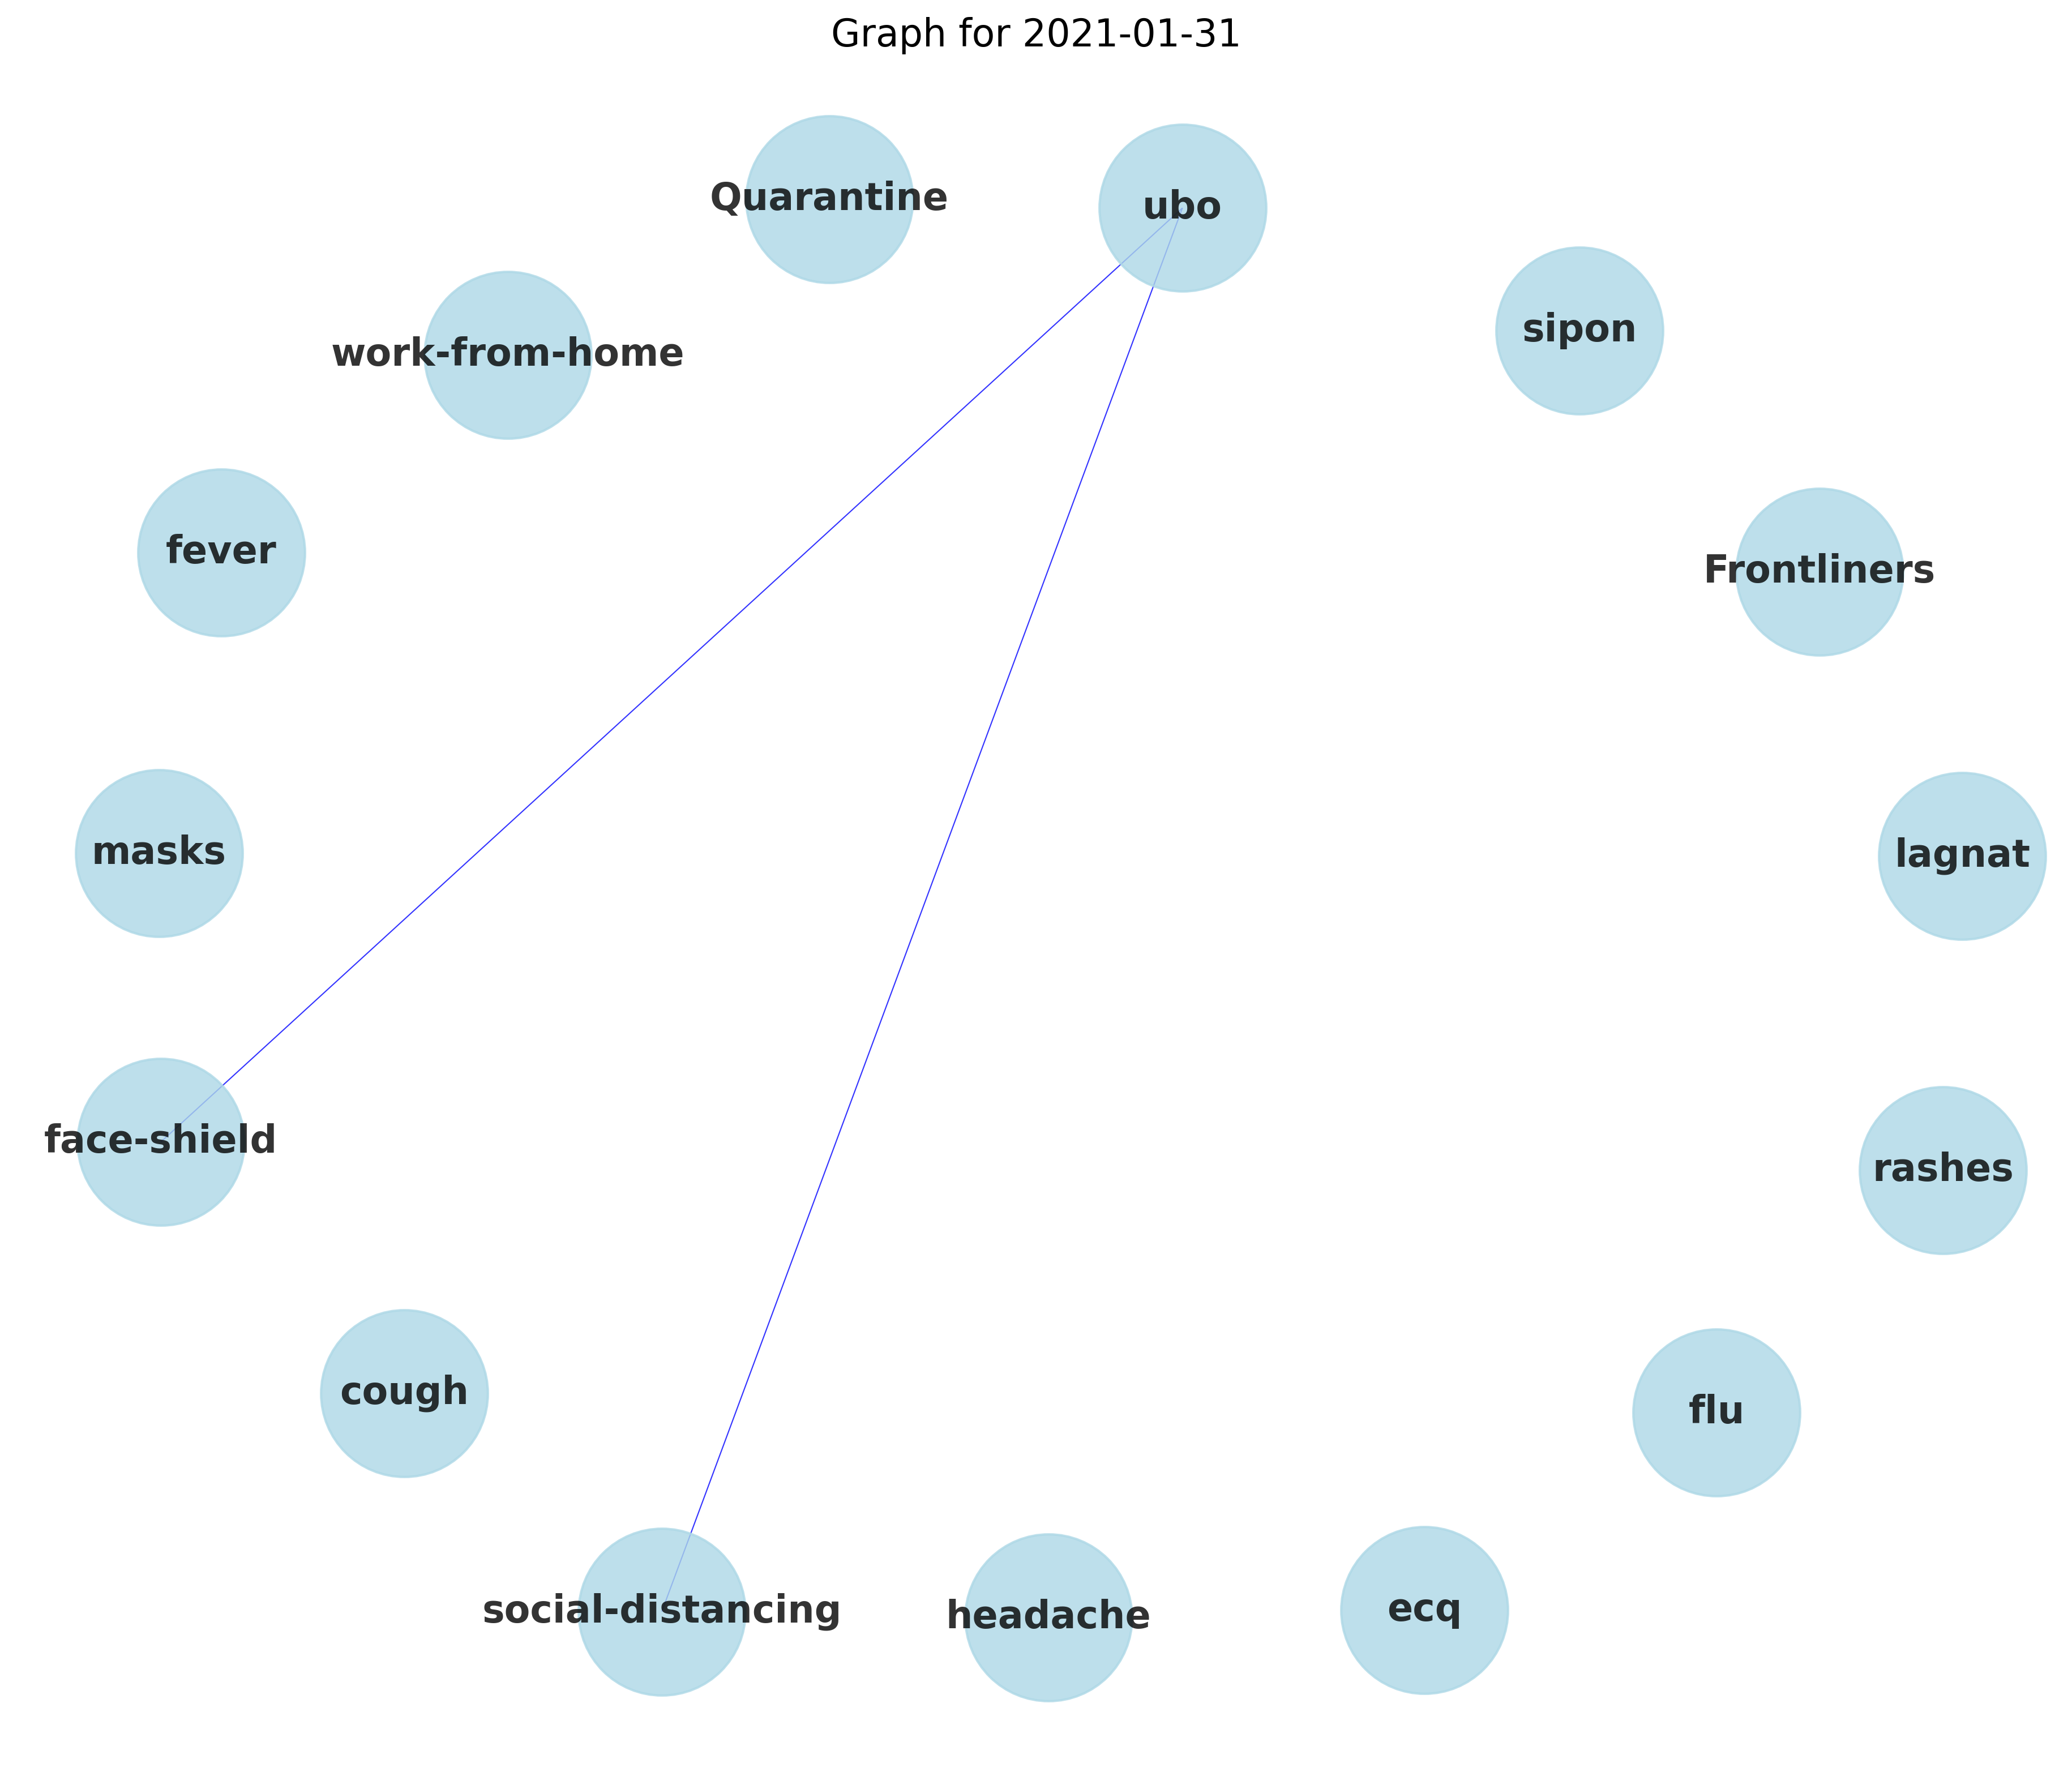 Graph for 2021-01-31
Quarantine
ubo
sipon
work-from-home
fever
Frontliners
masks
lagnat
face-shield
rashes
cough
flu
social-distancing
headache
ecq